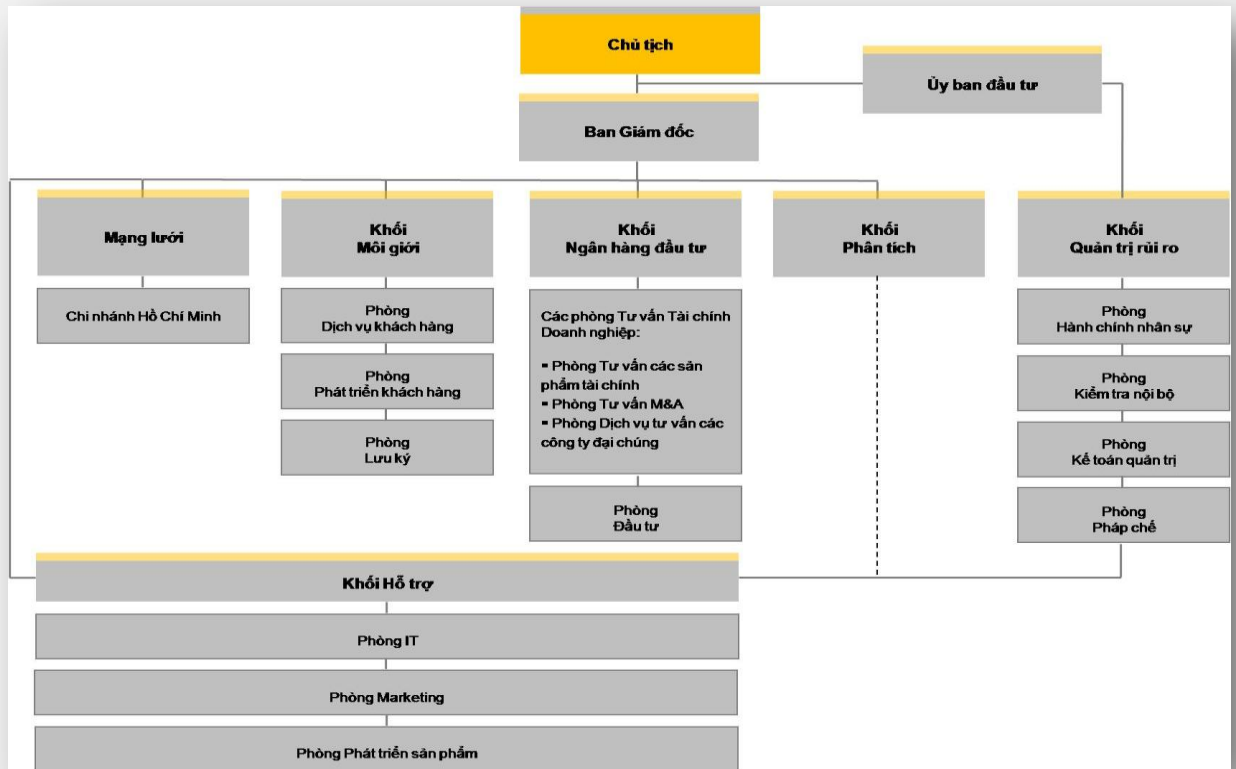 Chủ tịch
Ủy ban đầu tư
Ban Giám đốc
Mạng lưới
Chi nhánh Hồ Chí Minh
Khối
Môi giới
Phòng
Dịch vụ khách hàng
Phòng
Phát triển khách hàng
Phòng
Lưu ký
Khối
Ngân hàng đầu tư
Các phòng Tư vấn Tài chính
Doanh nghiệp:
▪ Phòng Tư vấn các sản
phẩm tài chính
▪ Phòng Tư vấn M&A
▪ Phòng Dịch vụ tư vấn các
công ty đại chúng
Phòng
Đầu tư
Khối
Phân tích
Khối
Quản trị rủi ro
Phòng
Hành chính nhân sự
Phòng
Kiểm tra nội bộ
Phòng
Kế toán quản trị
Phòng
Pháp chế
Khối Hỗ trợ
Phòng IT
Phòng Marketing
Phòng Phát triển sản phẩm